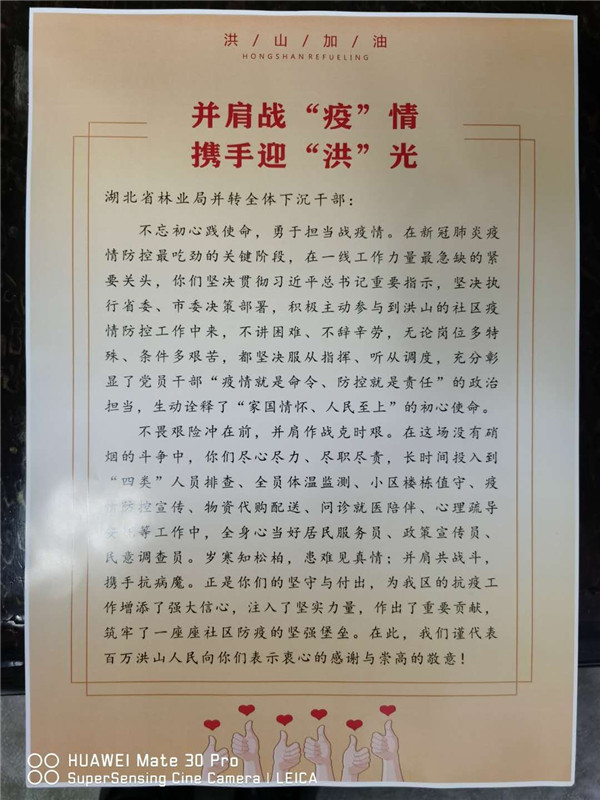 洪/山/加/油
HONGSHAN REFUELING
并肩战“疫”情
携手迎“洪”光
湖北省林业局并转全体下沉干部：
不忘初心践使命，勇于担当战疫情。在新冠肺炎疫
情防控最吃劲的关键阶段，在一线工作力量最急缺的紧
要关头，你们坚决贯彻习近平总书记重要指示，坚决执
行省委、市委决策部署，积极主动参与到洪山的社区疫
情防控工作中来，不讲困难、不辞辛劳，无论岗位多特
殊、条件多艰苦，都坚决服从指挥、听从调度，充分彰
显了党员干部“疫情就是命令、防控就是责任”的政治
担当，生动诠释了“家国情怀、人民至上”的初心使命。
不畏艰险冲在前，并肩作战克时艰。在这场没有硝
烟的斗争中，你们尽心尽力、尽职尽责，长时间投入到
“四类”人员排查、全员体温监测、小区楼栋值守、疫
防控宣传、物资代购配送、问诊就医陪伴、心理疏导
等工作中，全身心当好居民服务员、政策宣传员、
民意调查员。岁寒知松柏，患难见真情；并肩共战斗，
携手抗病魔。正是你们的坚守与付出，为我区的抗疫工
作增添了强大信心，注入了坚实力量，作出了重要贡献，
筑牢了一座座社区防疫的坚强堡垒。在此，我们谨代表
百万洪山人民向你们表示衷心的感谢与崇高的敬意！
HUAWEI Mate 30 Pro
SuperSensing Cine Camera | LEICA